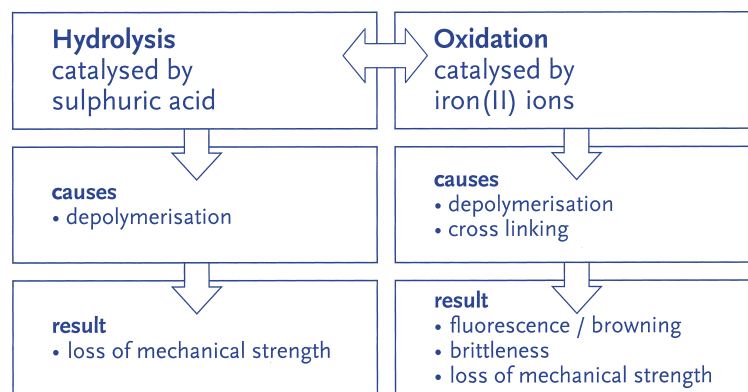 Hydrolysis
catalysed by
sulphuric acid
Oxidation
catalysed by
iron(II) ions
causes
• depolymerisation
causes
• depolymerisation
• cross linking
result
• loss of mechanical strength
result
• fluorescence / browning
• brittleness
• loss of mechanical strength